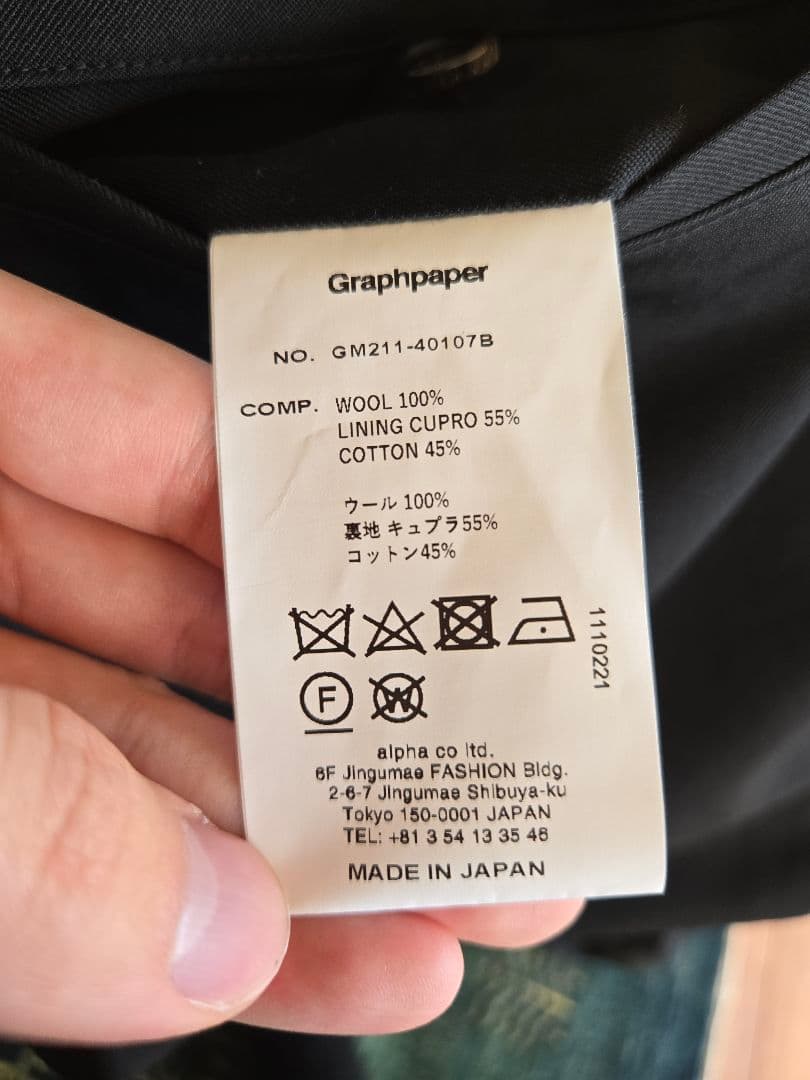 Graphpaper
NO. GM211-40107B
COMP. WOOL 100%
LINING CUPRO 55%
COTTON 45%
ウール 100%
裏地 キュプラ55%
コットン45%
1110221
F
W
alpha co ltd.
6F Jingumae FASHION Bldg.
2-6-7 Jingumae Shibuya-ku
Tokyo 150-0001 JAPAN
TEL: +81 3 54 13 35 46
MADE IN JAPAN